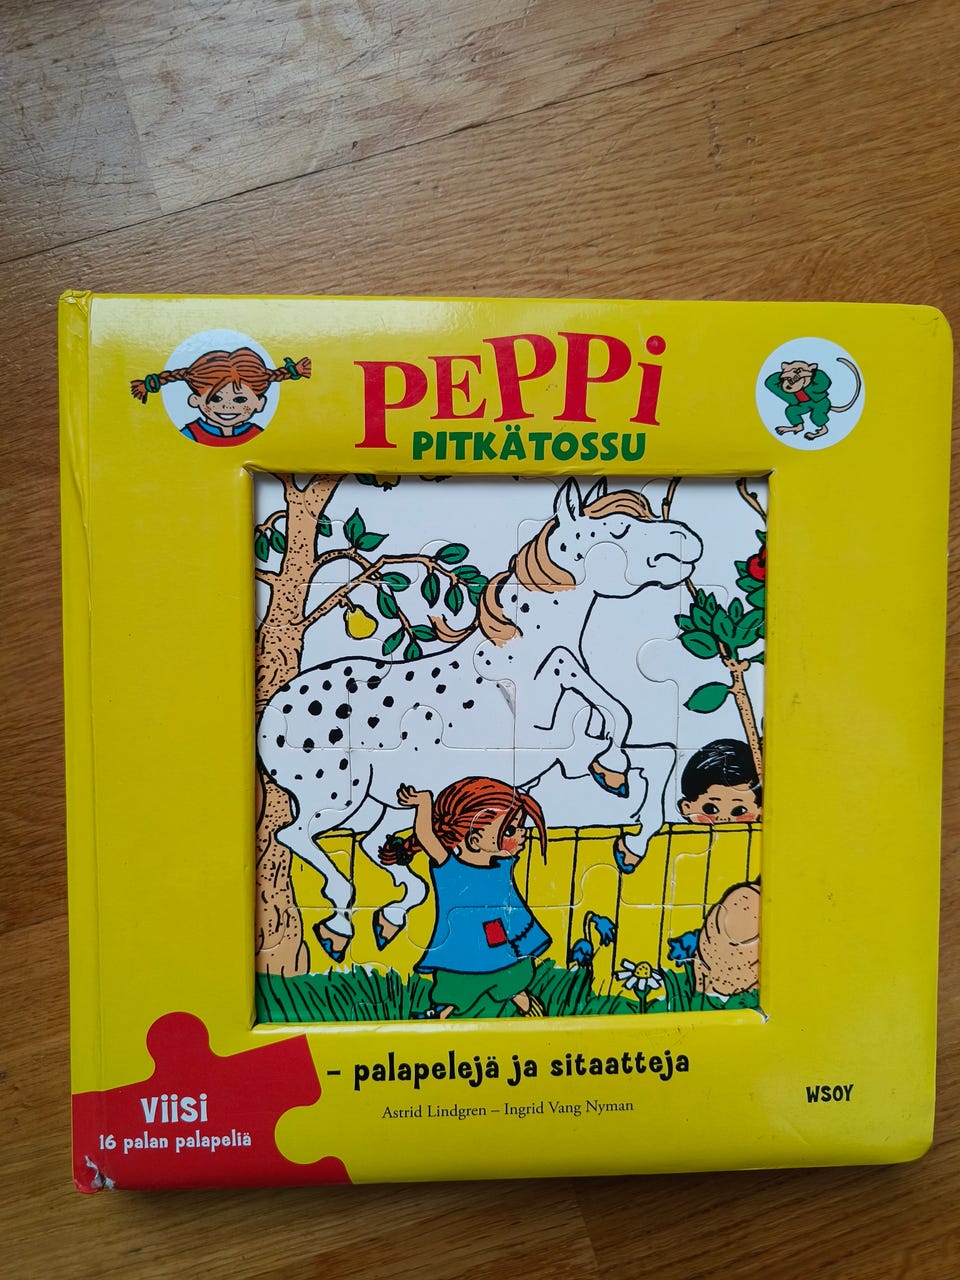 PEPPi
PITKÄTOSSU
– palapelejä ja sitaatteja
Astrid Lindgren – Ingrid Vang Nyman
WSOY
Viisi
16 palan palapeliä